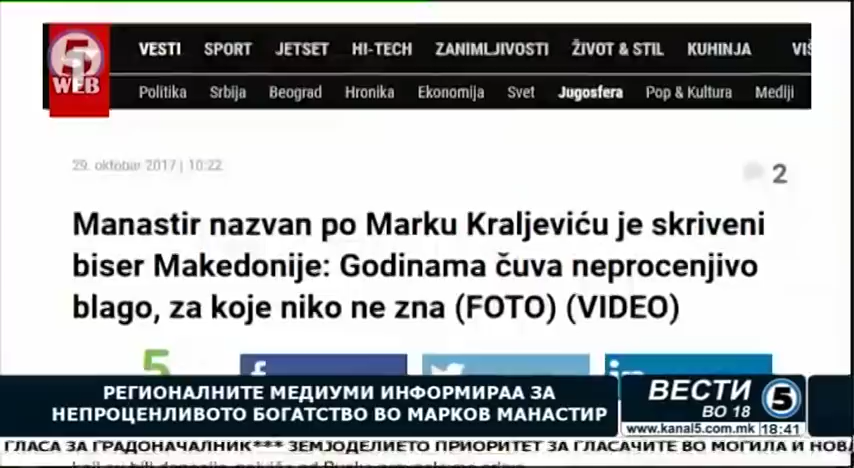 5
WEB
VESTI SPORT JETSET HI-TECH ZANIMLJIVOSTI ŽIVOT & STIL KUHINJA VIŠ
Politika Srbija Beograd Hronika Ekonomija Svet Jugosfera Pop & Kultura Mediji
29. oktobar 2017 | 10:22
2
Manastir nazvan po Marku Kraljeviću je skriveni
biser Makedonije: Godinama čuva neprocenjivo
blago, za koje niko ne zna (FOTO) (VIDEO)
5
РЕГИОНАЛНИТЕ МЕДИУМИ ИНФОРМИРАА ЗА
НЕПРОЦЕНЛИВОТО БОГАТСТВО ВО МАРКОВ МАНАСТИР
ВЕСТИ 5
ВО 18
www.kanal5.com.mk 18:41
ГЛАСА ЗА ГРАДОНАЧАЛНИК*** ЗЕМЈОДЕЛИЕТО ПРИОРИТЕТ ЗА ГЛАСАЧИТЕ ВО МОГИЛА И НОВА